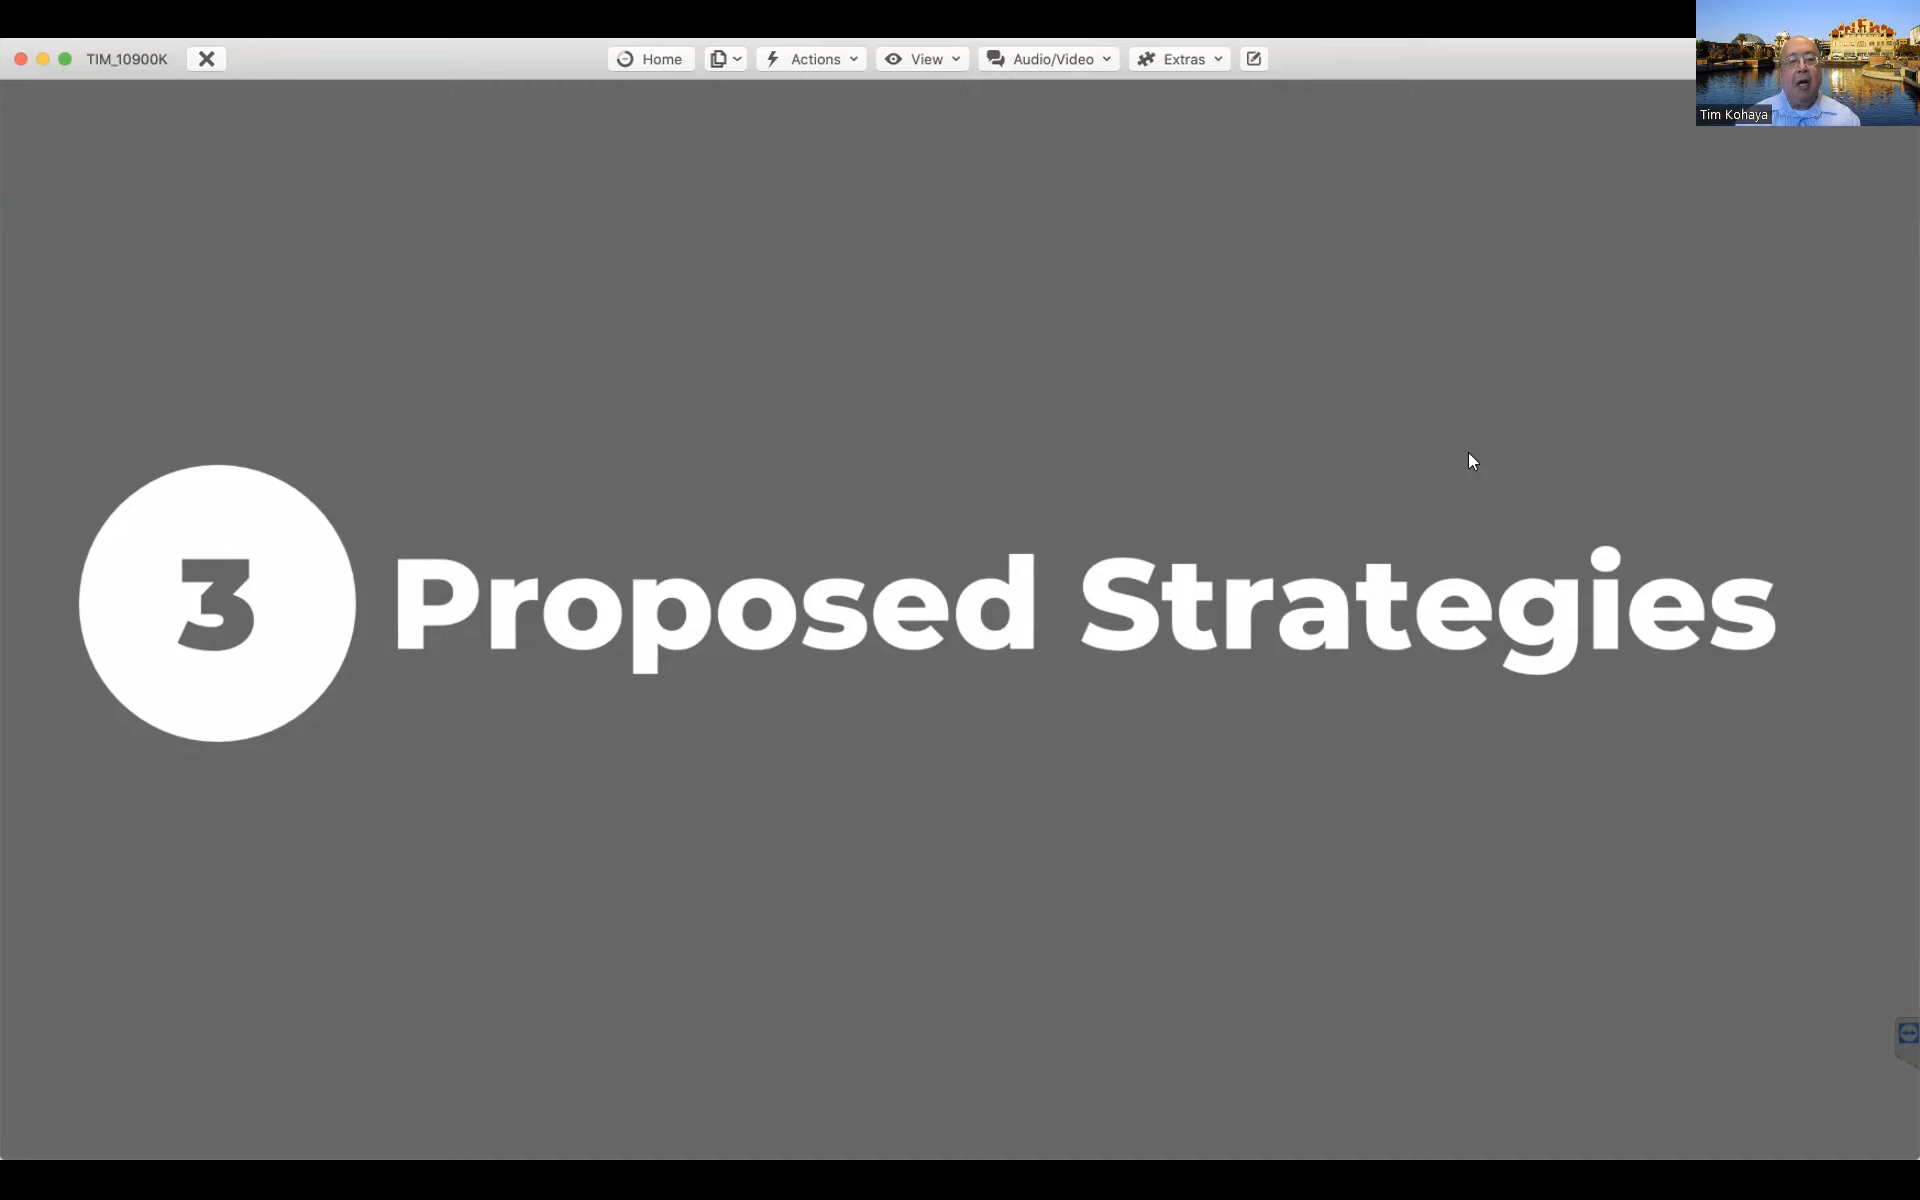 TIM_10900K
Home
Actions
View
Audio/Video
Extras
Tim Kohaya
3 Proposed Strategies